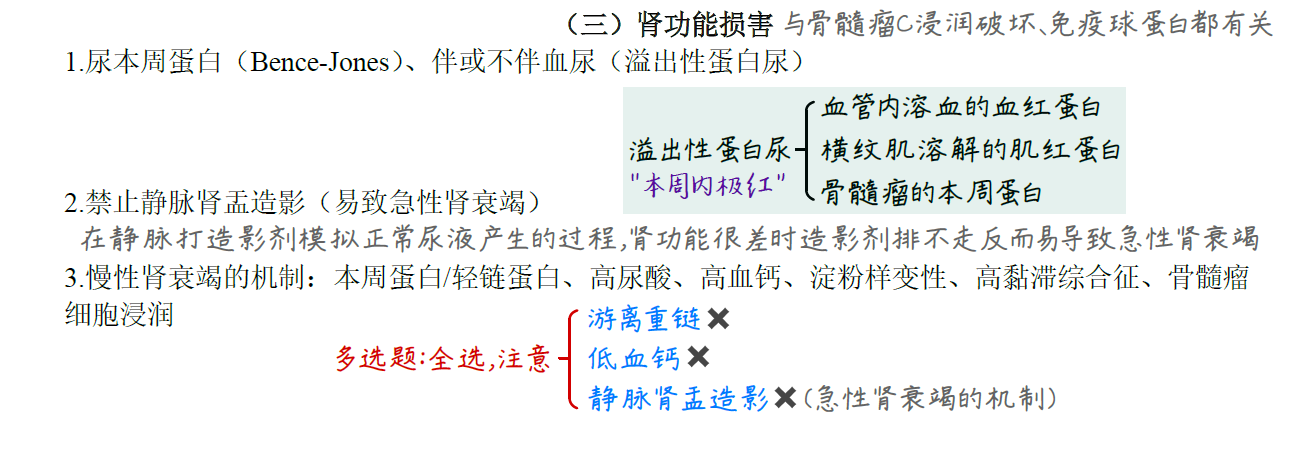 （三）肾功能损害 与骨髓瘤C浸润破坏、免疫球蛋白都有关
1.尿本周蛋白（Bence-Jones）、伴或不伴血尿（溢出性蛋白尿）
血管内溶血的血红蛋白
溢出性蛋白尿 横纹肌溶解的肌红蛋白
"本周内极红"
骨髓瘤的本周蛋白
2.禁止静脉肾盂造影（易致急性肾衰竭）
在静脉打造影剂模拟正常尿液产生的过程,肾功能很差时造影剂排不走反而易导致急性肾衰竭
3.慢性肾衰竭的机制：本周蛋白/轻链蛋白、高尿酸、高血钙、淀粉样变性、高黏滞综合征、骨髓瘤
细胞浸润
游离重链✖
多选题:全选,注意 低血钙✖
静脉肾盂造影✖(急性肾衰竭的机制)